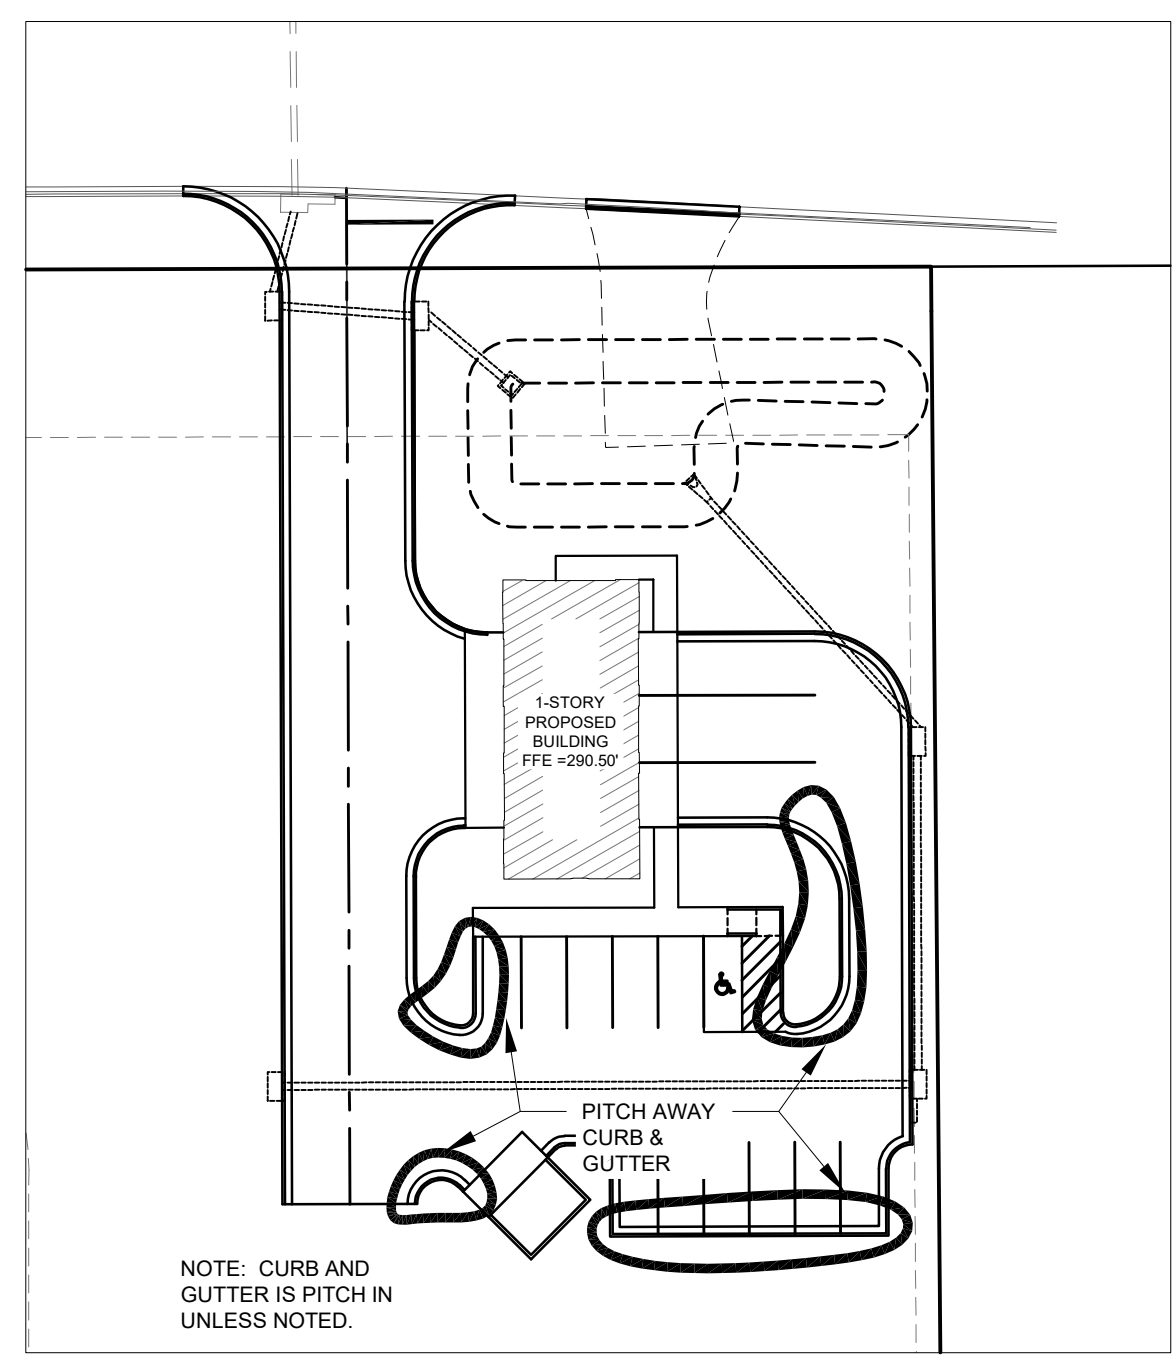 1-STORY
PROPOSED
BUILDING
FFE =290.50'
PITCH AWAY
CURB &
GUTTER
NOTE: CURB AND
GUTTER IS PITCH IN
UNLESS NOTED.